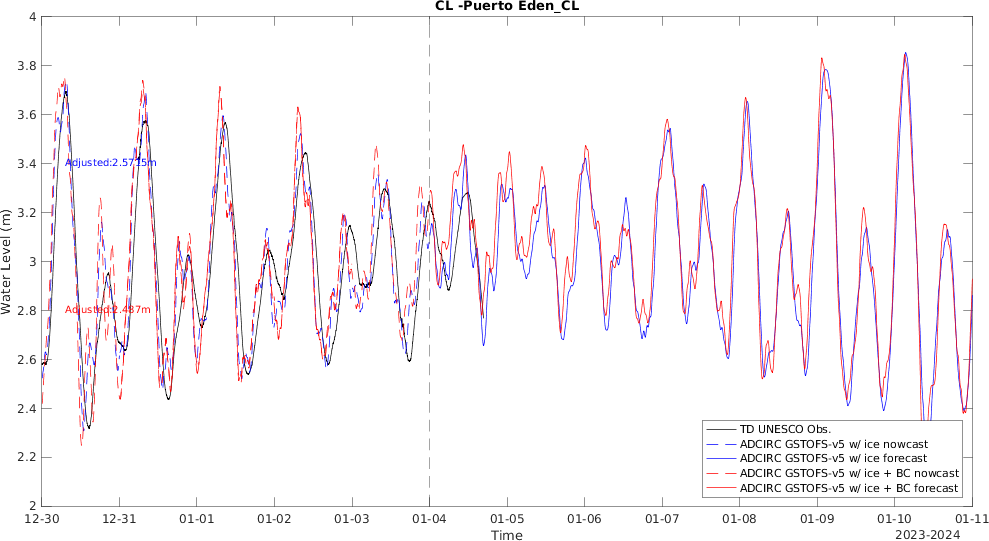 CL -Puerto Eden_CL
4
3.8
3.6
3.4
3.2
3
2.8
2.6
2.4
2.2
2
Water Level (m)
Adjusted:2.5715m
Adjusted:2.487m
TD UNESCO Obs.
ADCIRC GSTOFS-v5 w/ ice nowcast
ADCIRC GSTOFS-v5 w/ ice forecast
ADCIRC GSTOFS-v5 w/ ice + BC nowcast
ADCIRC GSTOFS-v5 w/ ice + BC forecast
12-30 12-31 01-01 01-02 01-03 01-04 01-05 01-06 01-07 01-08 01-09 01-10 01-11
Time
2023-2024